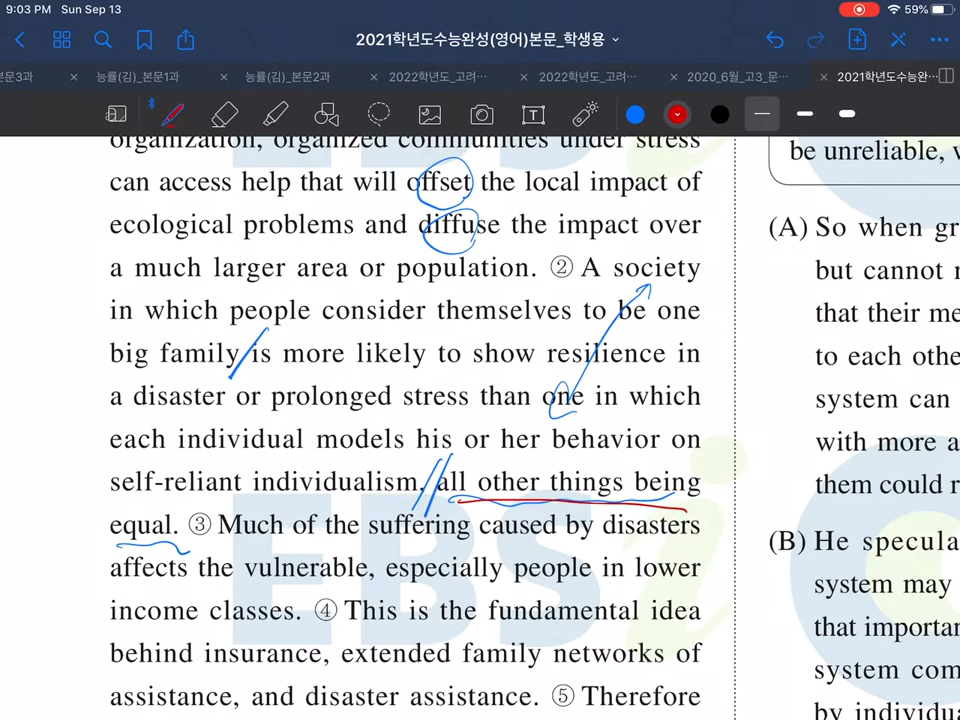 9:03 PM Sun Sep 13
59%
2021학년도수능완성(영어)본문_학생용
본문3과
능률(김)_본문1과
능률(김)_본문2과
2022학년도_고려…
2022학년도_고려…
2020_6월_고3_문…
2021학년도수능완…
organization, organized communities under stress
can access help that will offset the local impact of
ecological problems and diffuse the impact over
a much larger area or population. ② A society
in which people consider themselves to be one
big family is more likely to show resilience in
a disaster or prolonged stress than one in which
each individual models his or her behavior on
self-reliant individualism, all other things being
equal. ③ Much of the suffering caused by disasters
affects the vulnerable, especially people in lower
income classes. ④ This is the fundamental idea
behind insurance, extended family networks of
assistance, and disaster assistance. ⑤ Therefore
be unreliable,
(A) So when
but cannot
that their
to each
system can
with more
them could
(B) He
system may
that
system
by
EBS